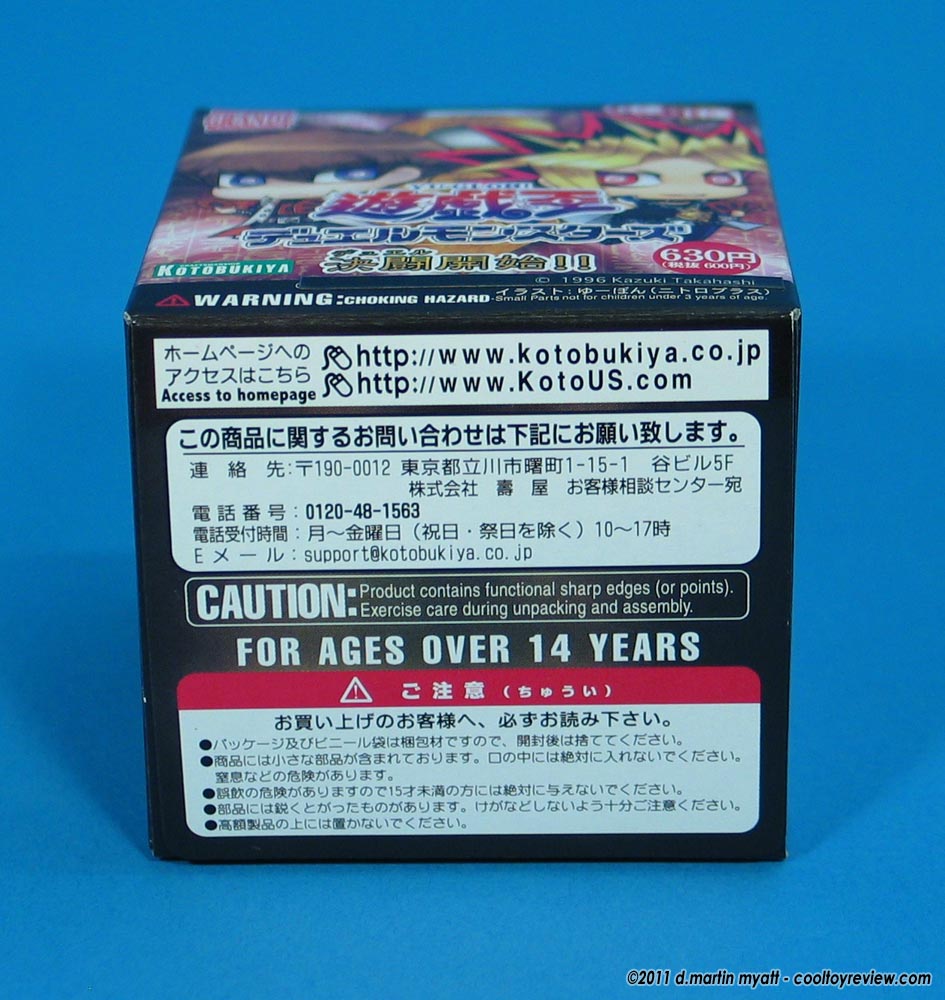 YU-GI-OH!
遊戯王
デュエルモンスターズ
デュエル
決闘開始!!
630円
(税抜 600円)
KOTOBUKIYA
© 1996 Kazuki Takahashi
イラスト:ゆーぽん(ニトロプラス)
WARNING:CHOKING HAZARD-Small Parts not for children under 3 years of age.
ホームページへの
アクセスはこちら
Access to homepage
http://www.kotobukiya.co.jp
http://www.KotoUS.com
この商品に関するお問い合わせは下記にお願い致します。
連絡先:〒190-0012 東京都立川市曙町1-15-1 谷ビル5F
株式会社 壽屋 お客様相談センター宛
電話番号:0120-48-1563
電話受付時間:月~金曜日(祝日・祭日を除く)10~17時
Eメール:support@kotobukiya.co.jp
CAUTION: Product contains functional sharp edges (or points).
Exercise care during unpacking and assembly.
FOR AGES OVER 14 YEARS
ご注意(ちゅうい)
お買い上げのお客様へ、必ずお読み下さい。
●パッケージ及びビニール袋は梱包材ですので、開封後は捨ててください。
●商品には小さな部品が含まれております。口の中には絶対に入れないでください。
窒息などの危険があります。
●誤飲の危険がありますので15才未満の方には絶対に与えないでください。
●部品には鋭くとがったものがあります。けがなどしないよう十分ご注意ください。
●高額製品の上には置かないでください。
©2011 d.martin myatt - cooltoyreview.com